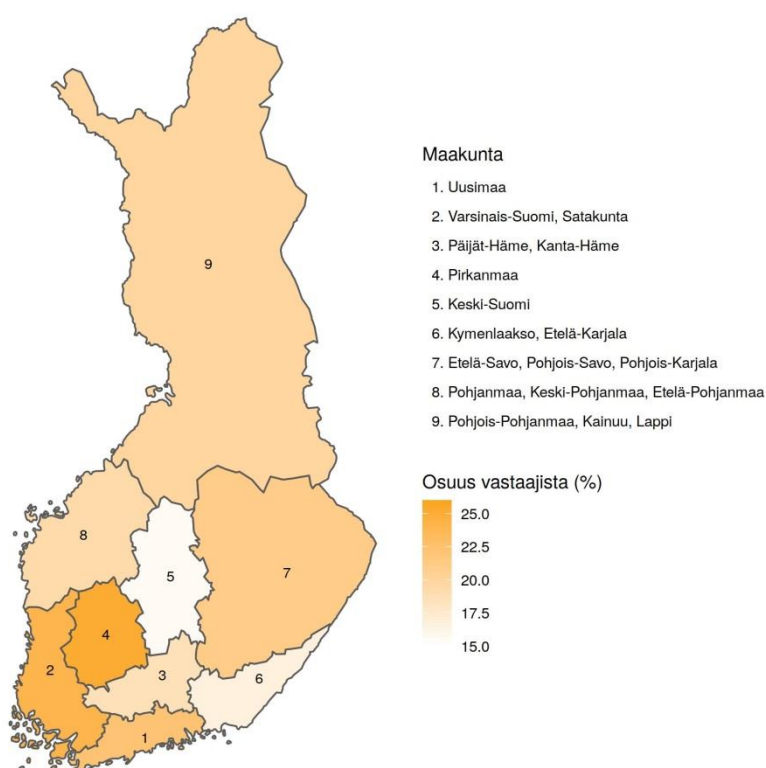 9
8
7
5
4
2
3
6
1
Maakunta
1. Uusimaa
2. Varsinais-Suomi, Satakunta
3. Päijät-Häme, Kanta-Häme
4. Pirkanmaa
5. Keski-Suomi
6. Kymenlaakso, Etelä-Karjala
7. Etelä-Savo, Pohjois-Savo, Pohjois-Karjala
8. Pohjanmaa, Keski-Pohjanmaa, Etelä-Pohjanmaa
9. Pohjois-Pohjanmaa, Kainuu, Lappi
Osuus vastaajista (%)
25.0
22.5
20.0
17.5
15.0